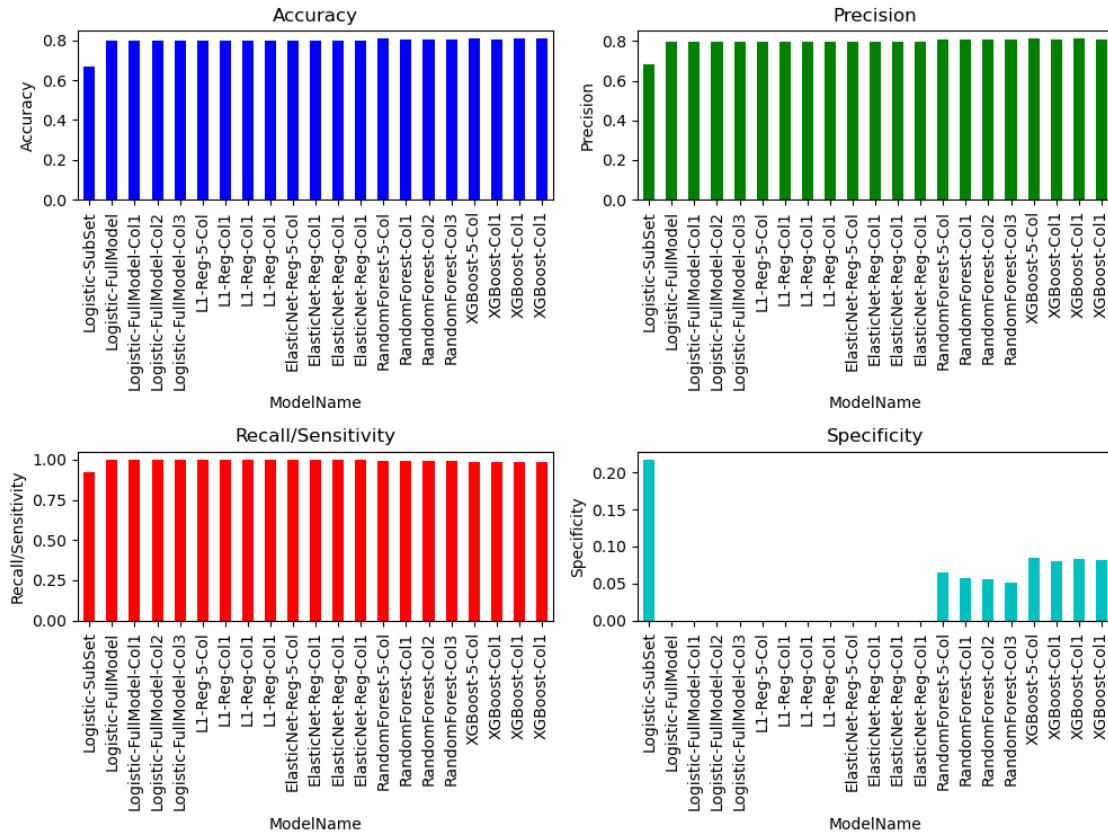 Accuracy
Accuracy
0.8
0.6
0.4
0.2
0.0
Logistic-SubSet
Logistic-FullModel
Logistic-FullModel-Col1
Logistic-FullModel-Col2
Logistic-FullModel-Col3
L1-Reg-5-Col
L1-Reg-Col1
L1-Reg-Col1
L1-Reg-Col1
ElasticNet-Reg-5-Col
ElasticNet-Reg-Col1
ElasticNet-Reg-Col1
ElasticNet-Reg-Col1
RandomForest-5-Col
RandomForest-Col1
RandomForest-Col2
RandomForest-Col3
XGBoost-5-Col
XGBoost-Col1
XGBoost-Col1
XGBoost-Col1
ModelName
Precision
Precision
0.8
0.6
0.4
0.2
0.0
Logistic-SubSet
Logistic-FullModel
Logistic-FullModel-Col1
Logistic-FullModel-Col2
Logistic-FullModel-Col3
L1-Reg-5-Col
L1-Reg-Col1
L1-Reg-Col1
L1-Reg-Col1
ElasticNet-Reg-5-Col
ElasticNet-Reg-Col1
ElasticNet-Reg-Col1
ElasticNet-Reg-Col1
RandomForest-5-Col
RandomForest-Col1
RandomForest-Col2
RandomForest-Col3
XGBoost-5-Col
XGBoost-Col1
XGBoost-Col1
XGBoost-Col1
ModelName
Recall/Sensitivity
Recall/Sensitivity
1.00
0.75
0.50
0.25
0.00
Logistic-SubSet
Logistic-FullModel
Logistic-FullModel-Col1
Logistic-FullModel-Col2
Logistic-FullModel-Col3
L1-Reg-5-Col
L1-Reg-Col1
L1-Reg-Col1
L1-Reg-Col1
ElasticNet-Reg-5-Col
ElasticNet-Reg-Col1
ElasticNet-Reg-Col1
ElasticNet-Reg-Col1
RandomForest-5-Col
RandomForest-Col1
RandomForest-Col2
RandomForest-Col3
XGBoost-5-Col
XGBoost-Col1
XGBoost-Col1
XGBoost-Col1
ModelName
Specificity
Specificity
0.20
0.15
0.10
0.05
0.00
Logistic-SubSet
Logistic-FullModel
Logistic-FullModel-Col1
Logistic-FullModel-Col2
Logistic-FullModel-Col3
L1-Reg-5-Col
L1-Reg-Col1
L1-Reg-Col1
L1-Reg-Col1
ElasticNet-Reg-5-Col
ElasticNet-Reg-Col1
ElasticNet-Reg-Col1
ElasticNet-Reg-Col1
RandomForest-5-Col
RandomForest-Col1
RandomForest-Col2
RandomForest-Col3
XGBoost-5-Col
XGBoost-Col1
XGBoost-Col1
XGBoost-Col1
ModelName